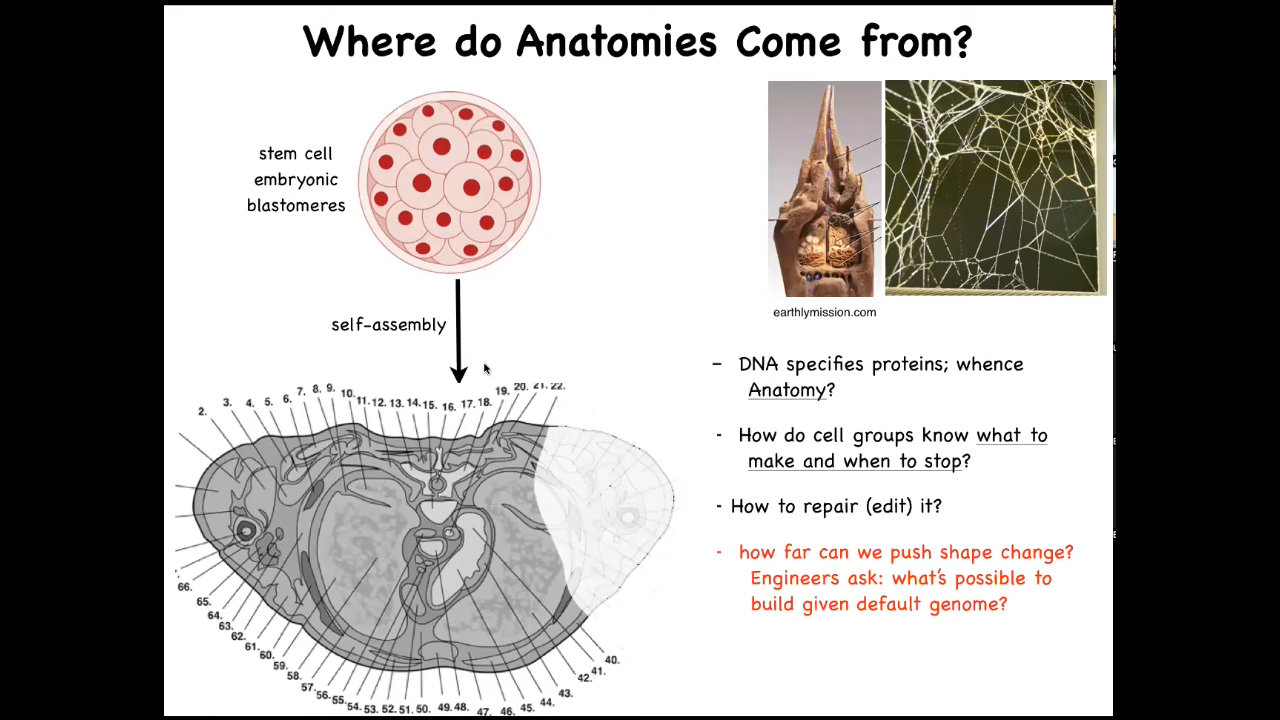 Where do Anatomies Come from?
stem cell
embryonic
blastomeres
self-assembly
earthlymission.com
– DNA specifies proteins; whence
Anatomy?
- How do cell groups know what to
make and when to stop?
- How to repair (edit) it?
- how far can we push shape change?
Engineers ask: what's possible to
build given default genome?
2. 3. 4. 5. 6. 7. 8. 9. 10. 11. 12. 13. 14. 15. 16. 17. 18. 19. 20. 21. 22.
66.
65.
64.
63.
62.
61.
60.
59.
58.
57. 56. 55. 54. 53. 52. 51. 50. 49. 48. 47. 46. 45. 44. 43. 42. 41. 40.